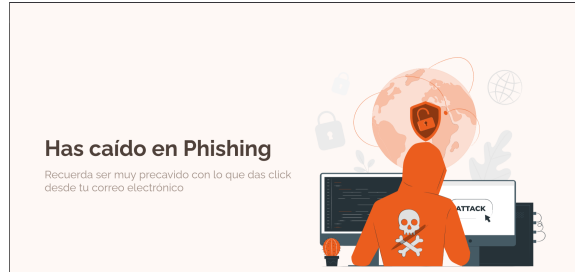 Has caído en Phishing
Recuerda ser muy precavido con lo que das click
desde tu correo electrónico
ATTACK